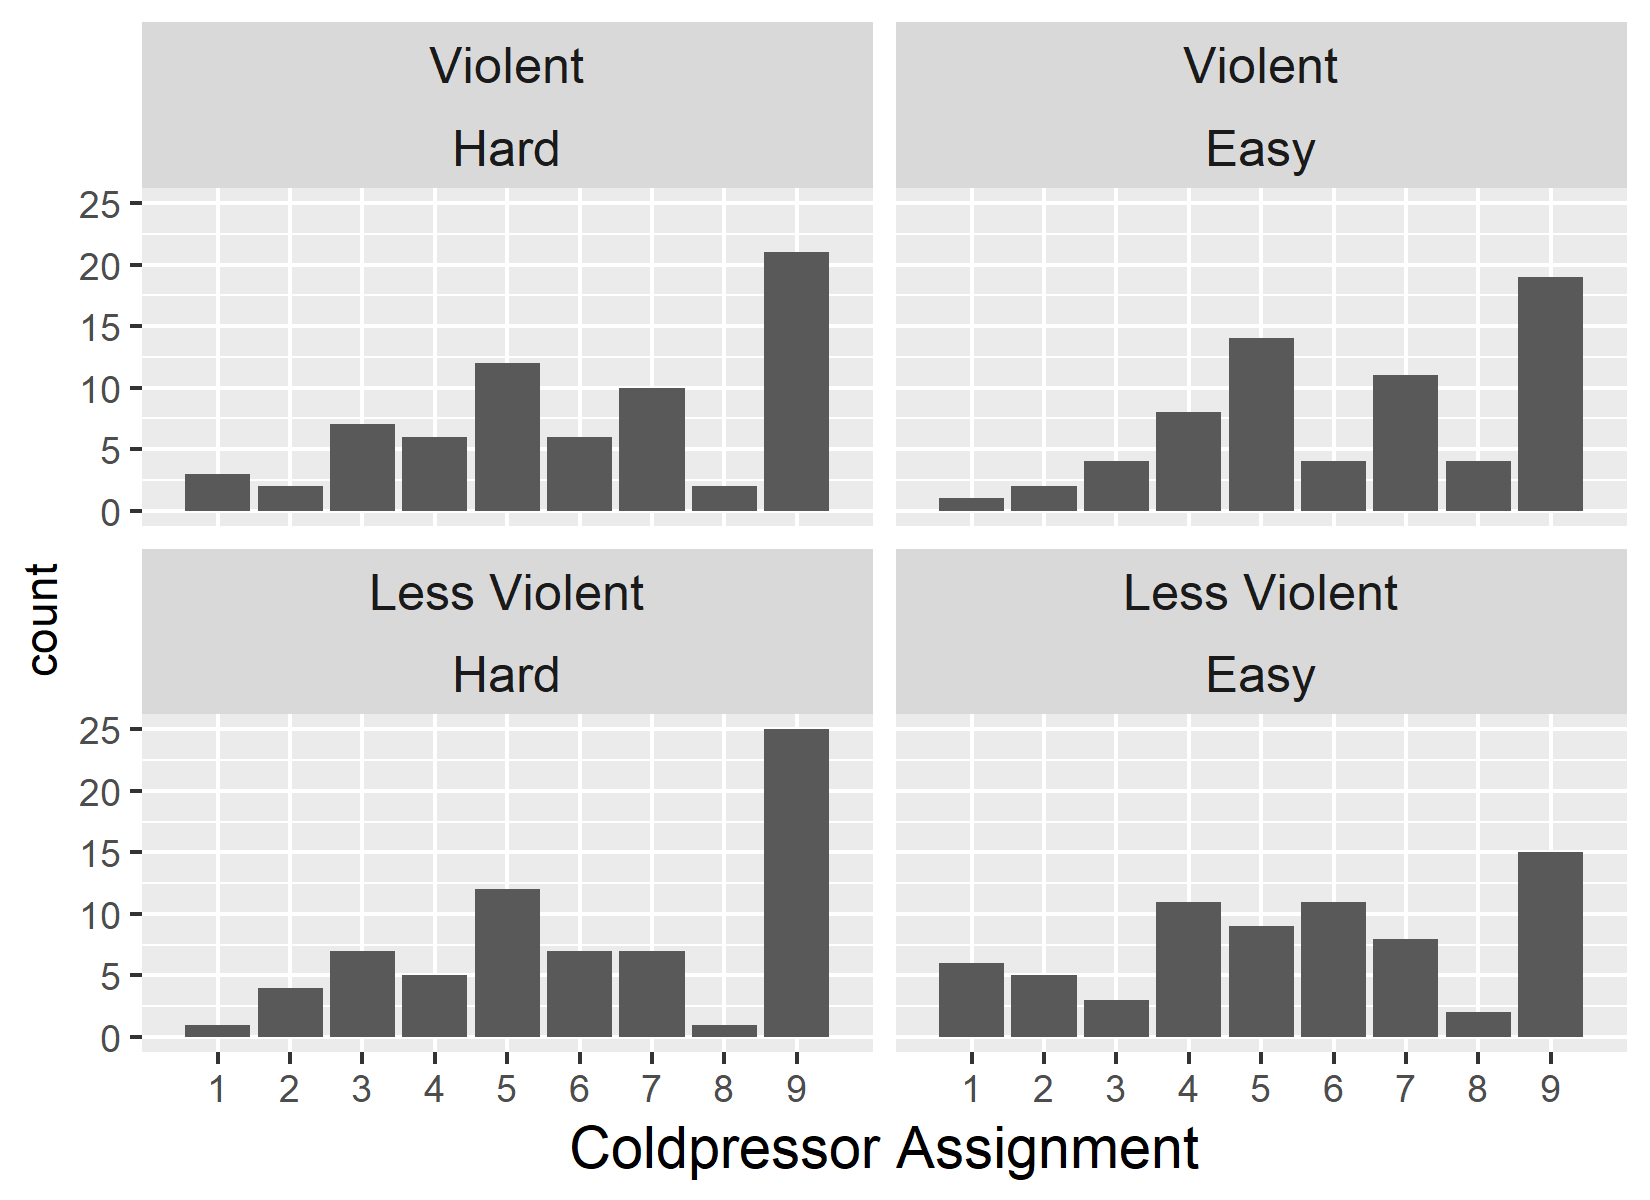 Violent
Hard
Violent
Easy
25
20
15
10
5
0
Less Violent
Hard
Less Violent
Easy
25
20
15
10
5
0
count
1 2 3 4 5 6 7 8 9
1 2 3 4 5 6 7 8 9
Coldpressor Assignment